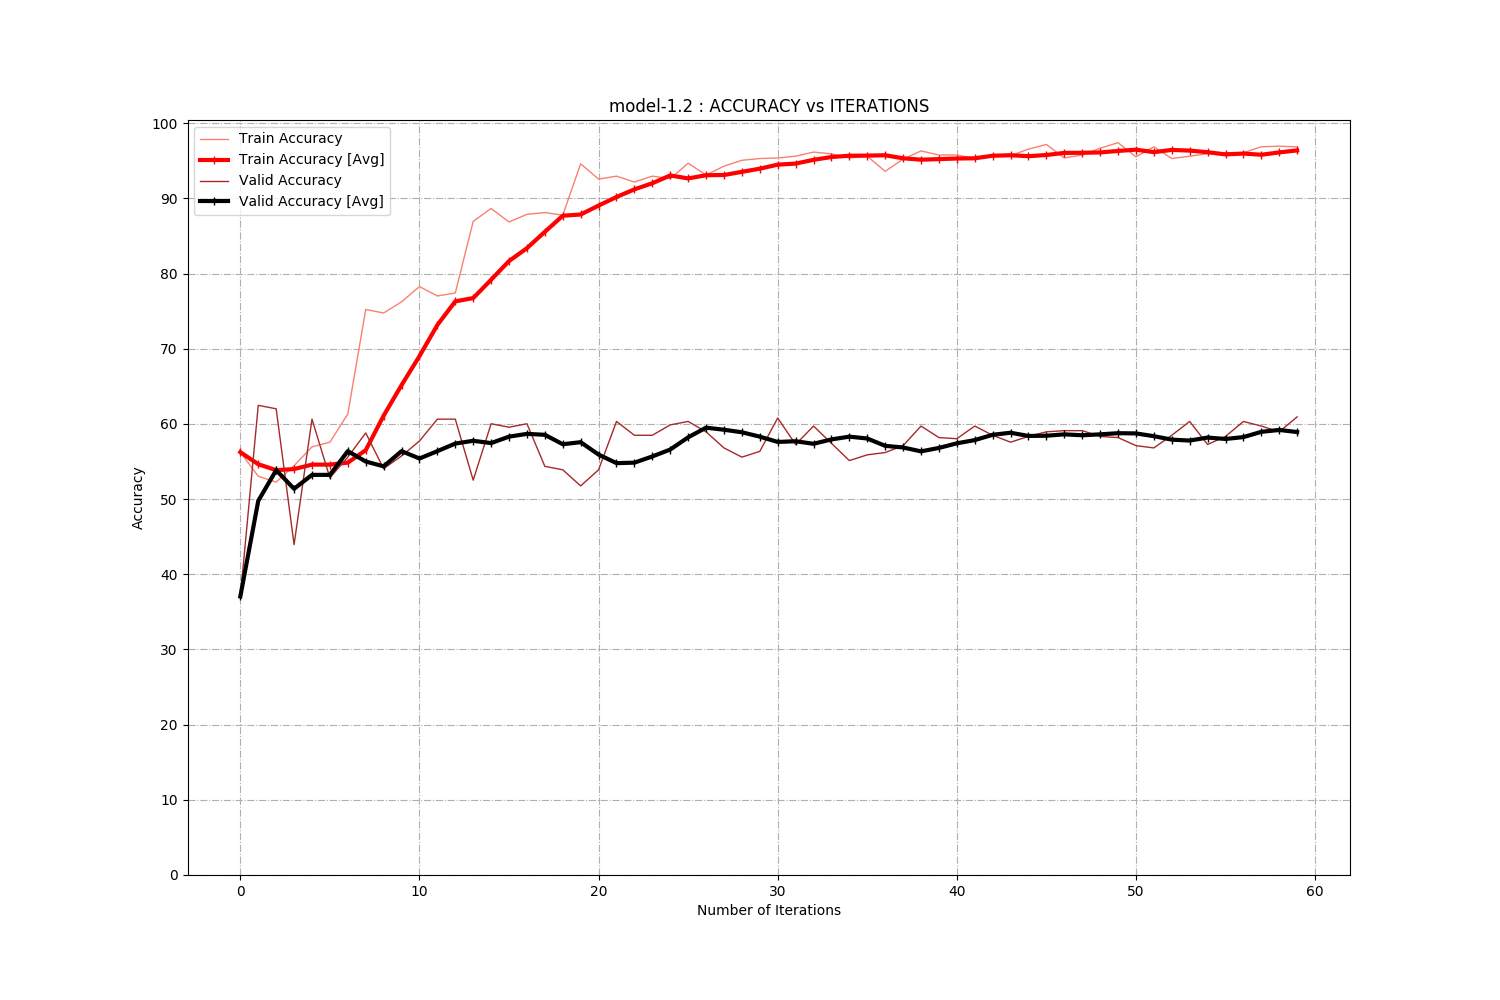 model-1.2 : ACCURACY vs ITERATIONS
100
90
80
70
60
50
40
30
20
10
0
Accuracy
Train Accuracy
Train Accuracy [Avg]
Valid Accuracy
Valid Accuracy [Avg]
0 10 20 30 40 50 60
Number of Iterations